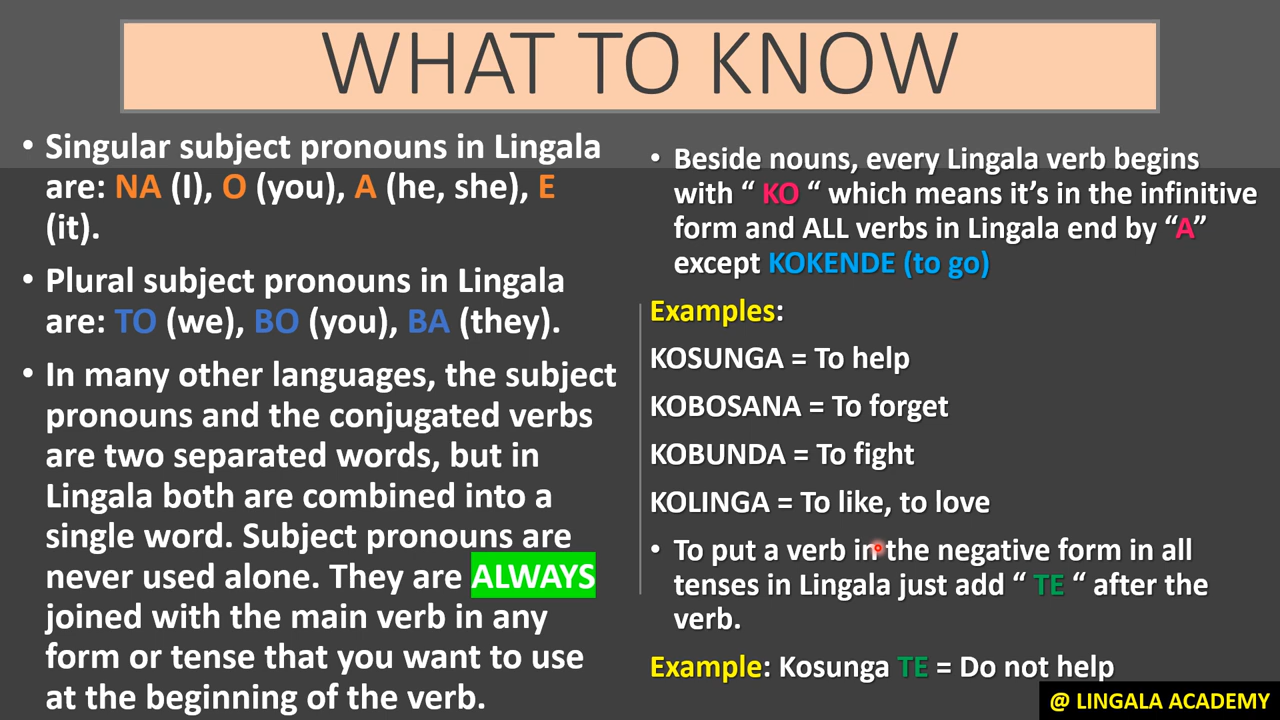 WHAT TO KNOW
• Singular subject pronouns in Lingala
are: NA (I), O (you), A (he, she), E
(it).
• Plural subject pronouns in Lingala
are: TO (we), BO (you), BA (they).
• In many other languages, the subject
pronouns and the conjugated verbs
are two separated words, but in
Lingala both are combined into a
single word. Subject pronouns are
never used alone. They are ALWAYS
joined with the main verb in any
form or tense that you want to use
at the beginning of the verb.
• Beside nouns, every Lingala verb begins
with “ KO “ which means it’s in the infinitive
form and ALL verbs in Lingala end by “A”
except KOKENDE (to go)
Examples:
KOSUNGA = To help
KOBOSANA = To forget
KOBUNDA = To fight
KOLINGA = To like, to love
• To put a verb in the negative form in all
tenses in Lingala just add “ TE “ after the
verb.
Example: Kosunga TE = Do not help
@ LINGALA ACADEMY